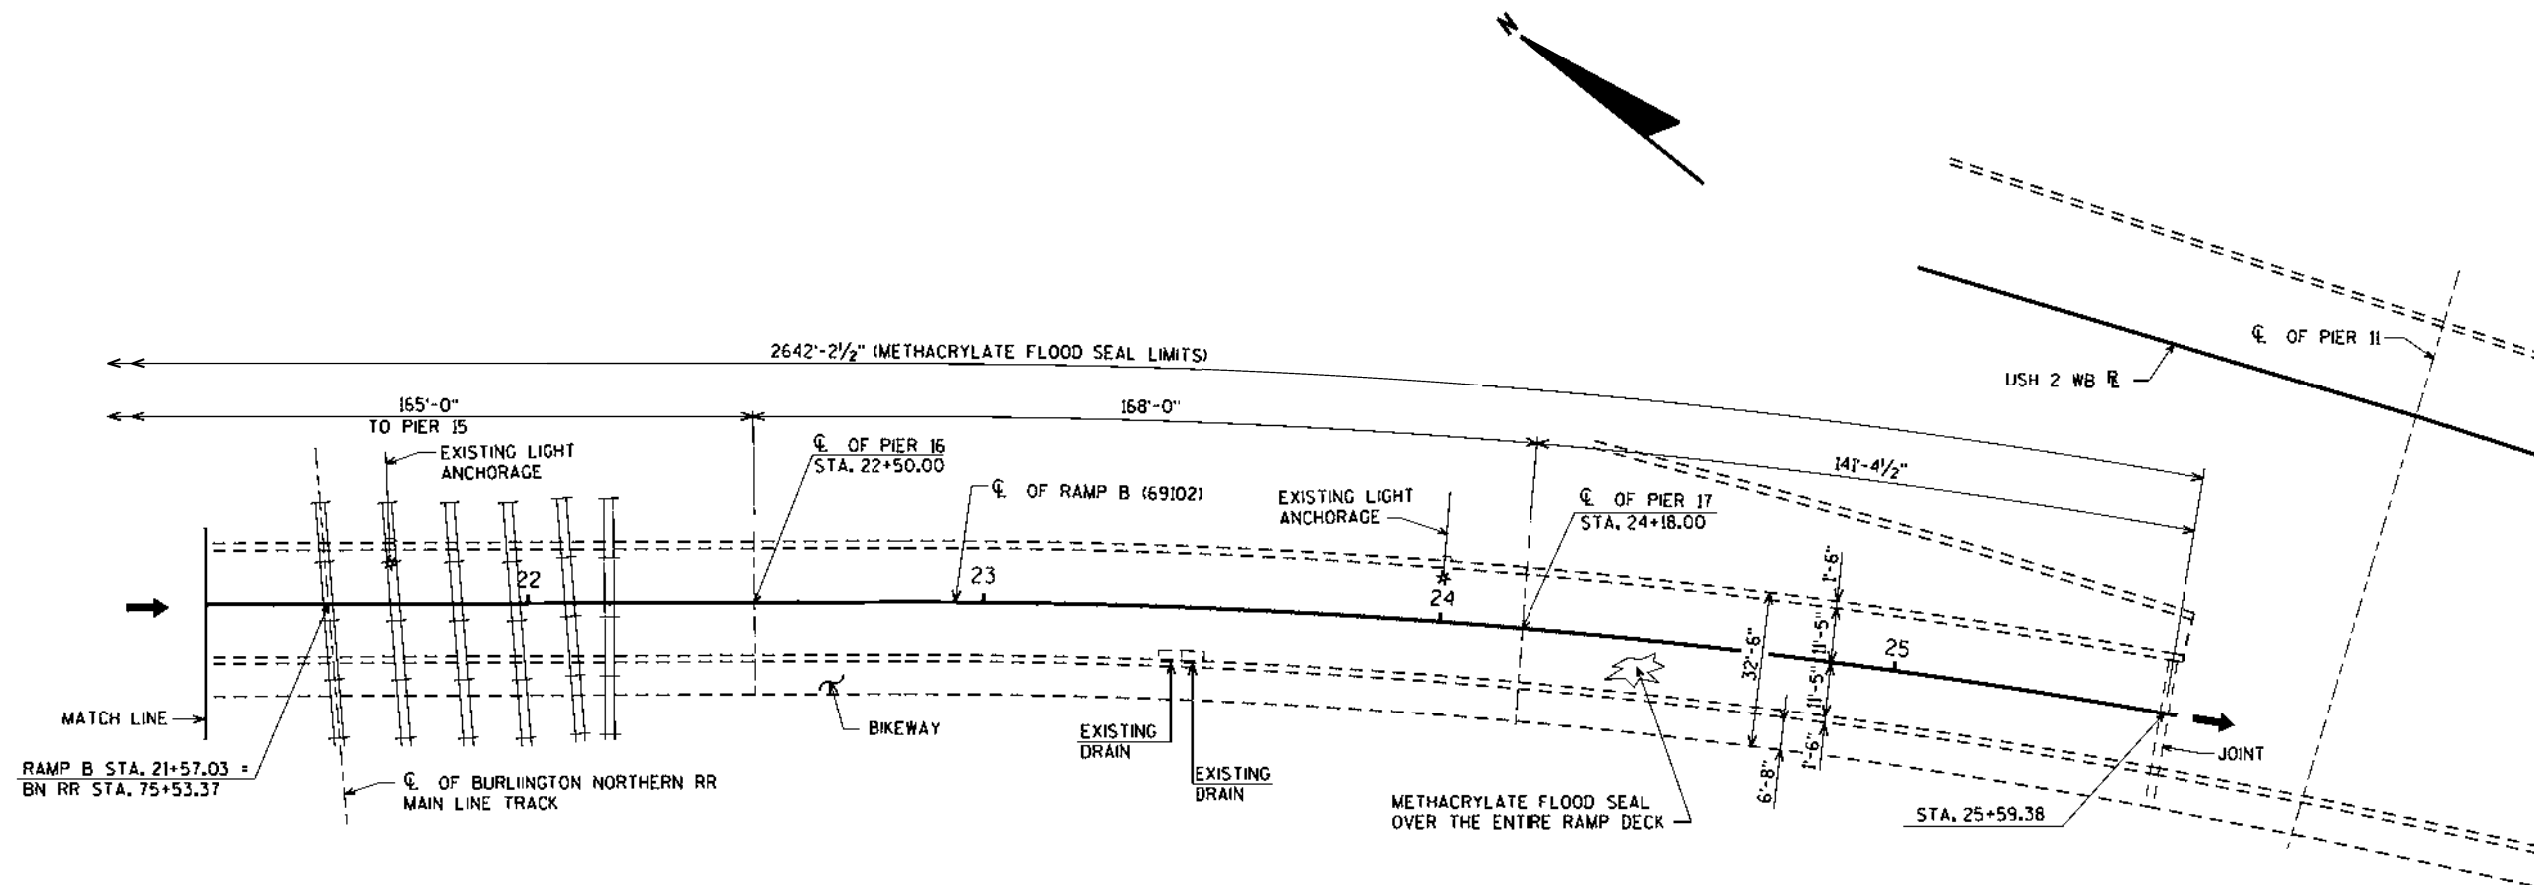 N
2642'-2½" (METHACRYLATE FLOOD SEAL LIMITS)
℄ OF PIER 11
USH 2 WB ℞
165'-0"
TO PIER 15
168'-0"
141'-4½"
EXISTING LIGHT
ANCHORAGE
℄ OF PIER 16
STA. 22+50.00
℄ OF RAMP B (69102)
EXISTING LIGHT
ANCHORAGE
℄ OF PIER 17
STA. 24+18.00
22
23
24
25
1'-6"
11'-5"
32'-6"
11'-5"
1'-6"
6'-8"
MATCH LINE
BIKEWAY
EXISTING
DRAIN
EXISTING
DRAIN
JOINT
RAMP B STA. 21+57.03 =
BN RR STA. 75+53.37
℄ OF BURLINGTON NORTHERN RR
MAIN LINE TRACK
METHACRYLATE FLOOD SEAL
OVER THE ENTIRE RAMP DECK
STA. 25+59.38